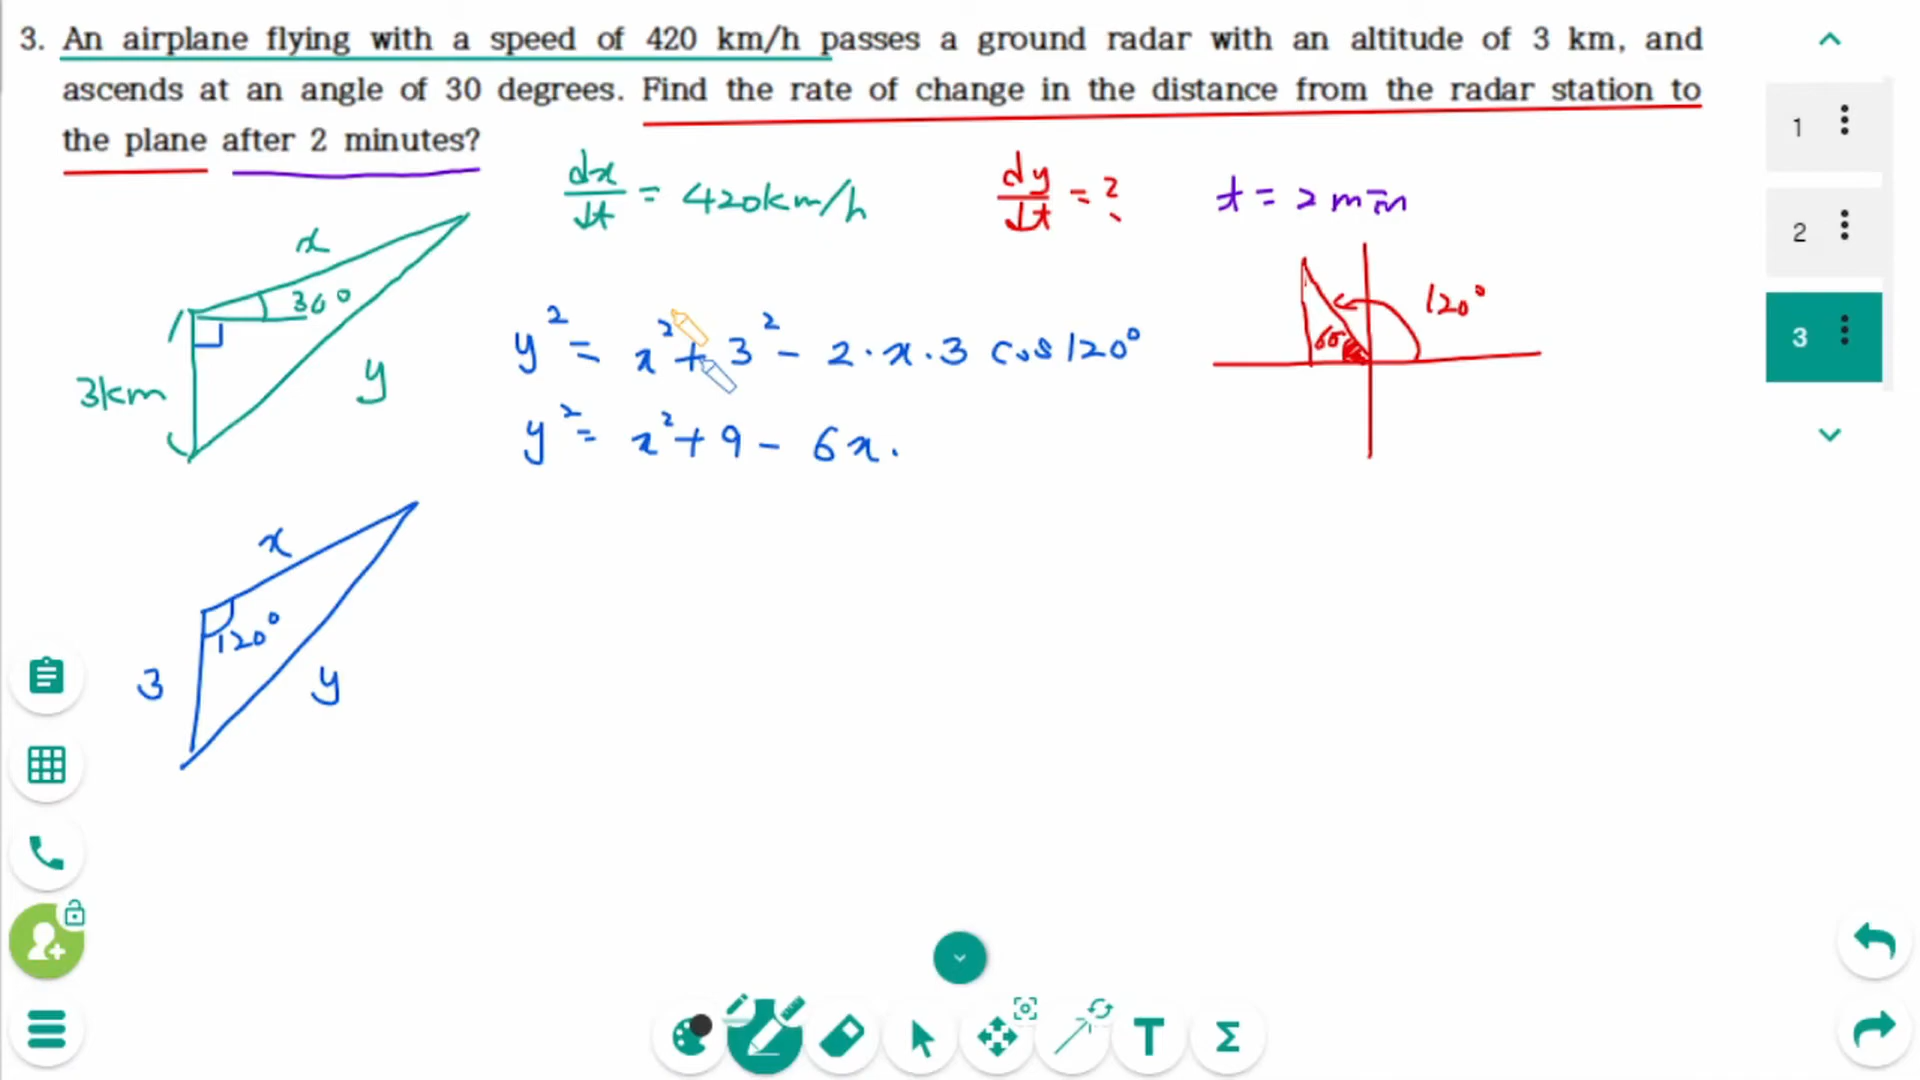 3. An airplane flying with a speed of 420 km/h passes a ground radar with an altitude of 3 km, and
ascends at an angle of 30 degrees. Find the rate of change in the distance from the radar station to
the plane after 2 minutes?
dx/dt = 420km/h
dy/dt = ?
t = 2 min
x
30°
3km
y
y² = x² + 3² - 2·x·3 cos120°
y² = x² + 9 - 6x.
120°
60
x
120°
3
y
1
2
3
T
Σ